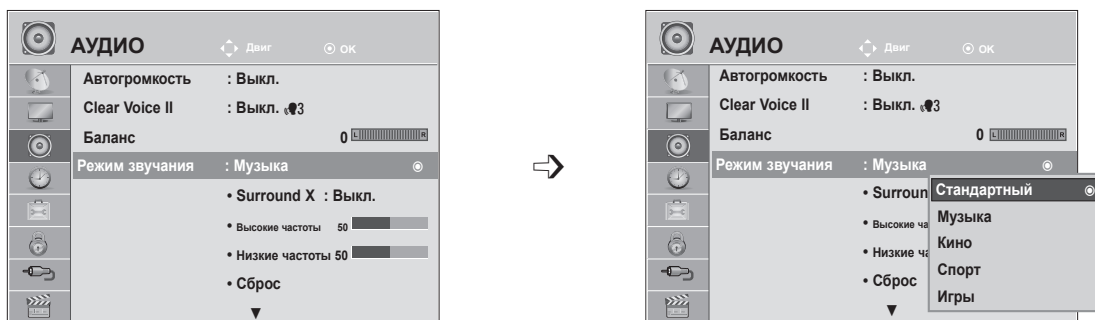 АУДИО
Двиг
ОК
Автогромкость : Выкл.
Clear Voice II : Выкл. 3
Баланс 0 L R
Режим звучания : Музыка
• Surround X : Выкл.
• Высокие частоты 50
• Низкие частоты 50
• Сброс
АУДИО
Двиг
ОК
Автогромкость : Выкл.
Clear Voice II : Выкл. 3
Баланс 0 L R
Режим звучания : Музыка
• Surroun
• Высокие ча
• Низкие ча
• Сброс
Стандартный
Музыка
Кино
Спорт
Игры